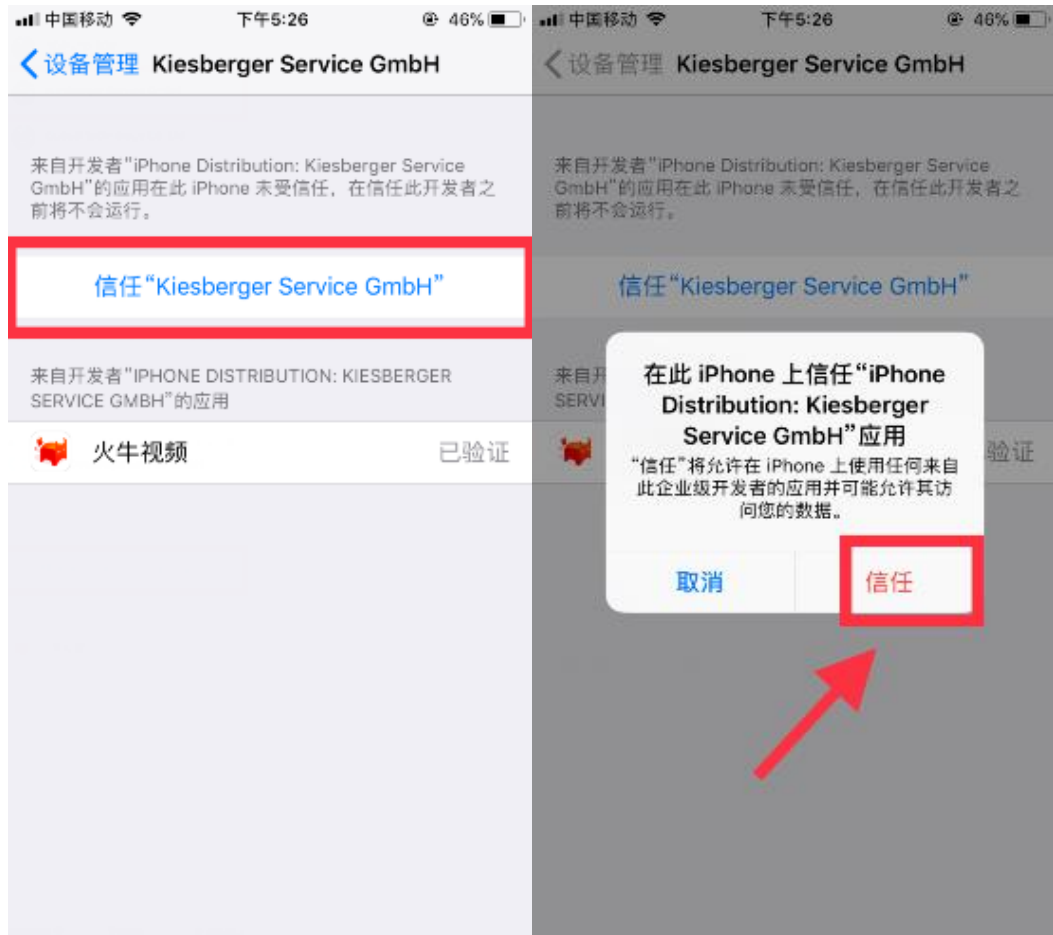 中国移动 下午5:26 46%
设备管理 Kiesberger Service GmbH
来自开发者"iPhone Distribution: Kiesberger Service
GmbH"的应用在此 iPhone 未受信任，在信任此开发者之
前将不会运行。
信任“Kiesberger Service GmbH”
来自开发者"IPHONE DISTRIBUTION: KIESBERGER
SERVICE GMBH"的应用
火牛视频 已验证
中国移动 下午5:26 46%
设备管理 Kiesberger Service GmbH
来自开发者"iPhone Distribution: Kiesberger Service
GmbH"的应用在此 iPhone 未受信任，在信任此开发者之
前将不会运行。
信任“Kiesberger Service GmbH”
来自开
SERVI
验证
在此 iPhone 上信任“iPhone
Distribution: Kiesberger
Service GmbH”应用
“信任”将允许在 iPhone 上使用任何来自
此企业级开发者的应用并可能允许其访
问您的数据。
取消 信任